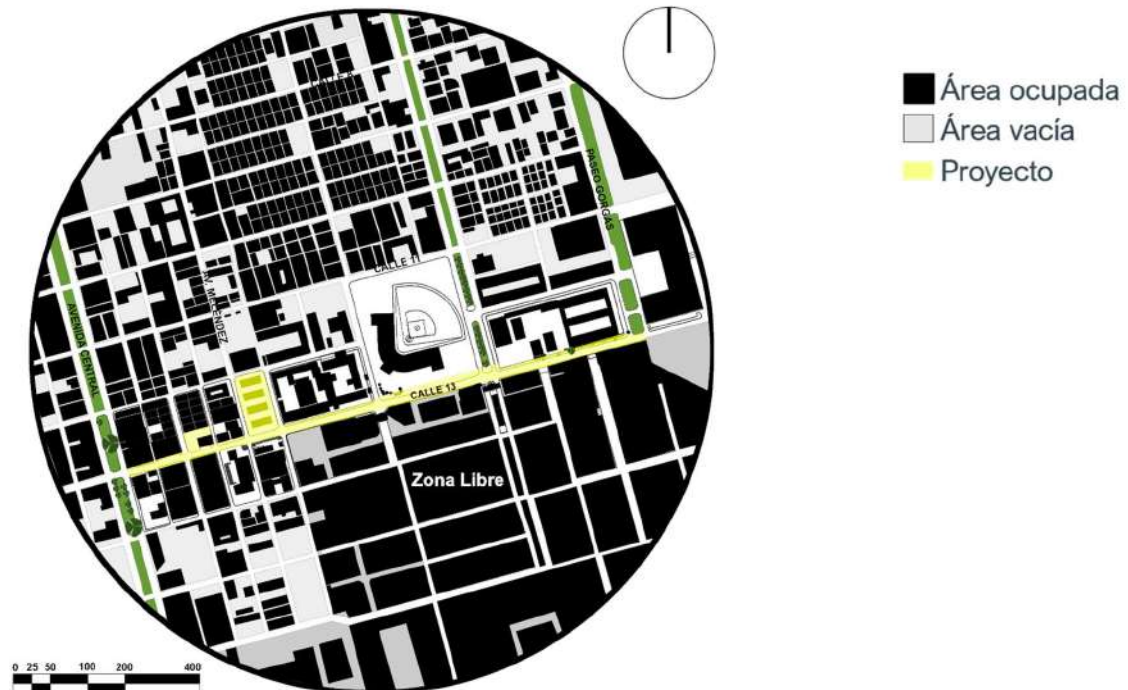 Área ocupada
Área vacía
Proyecto
PASEO GORGAS
CALLE 11
AV. MELENDEZ
AVENIDA CENTRAL
CALLE 13
Zona Libre
0 25 50 100 200 400